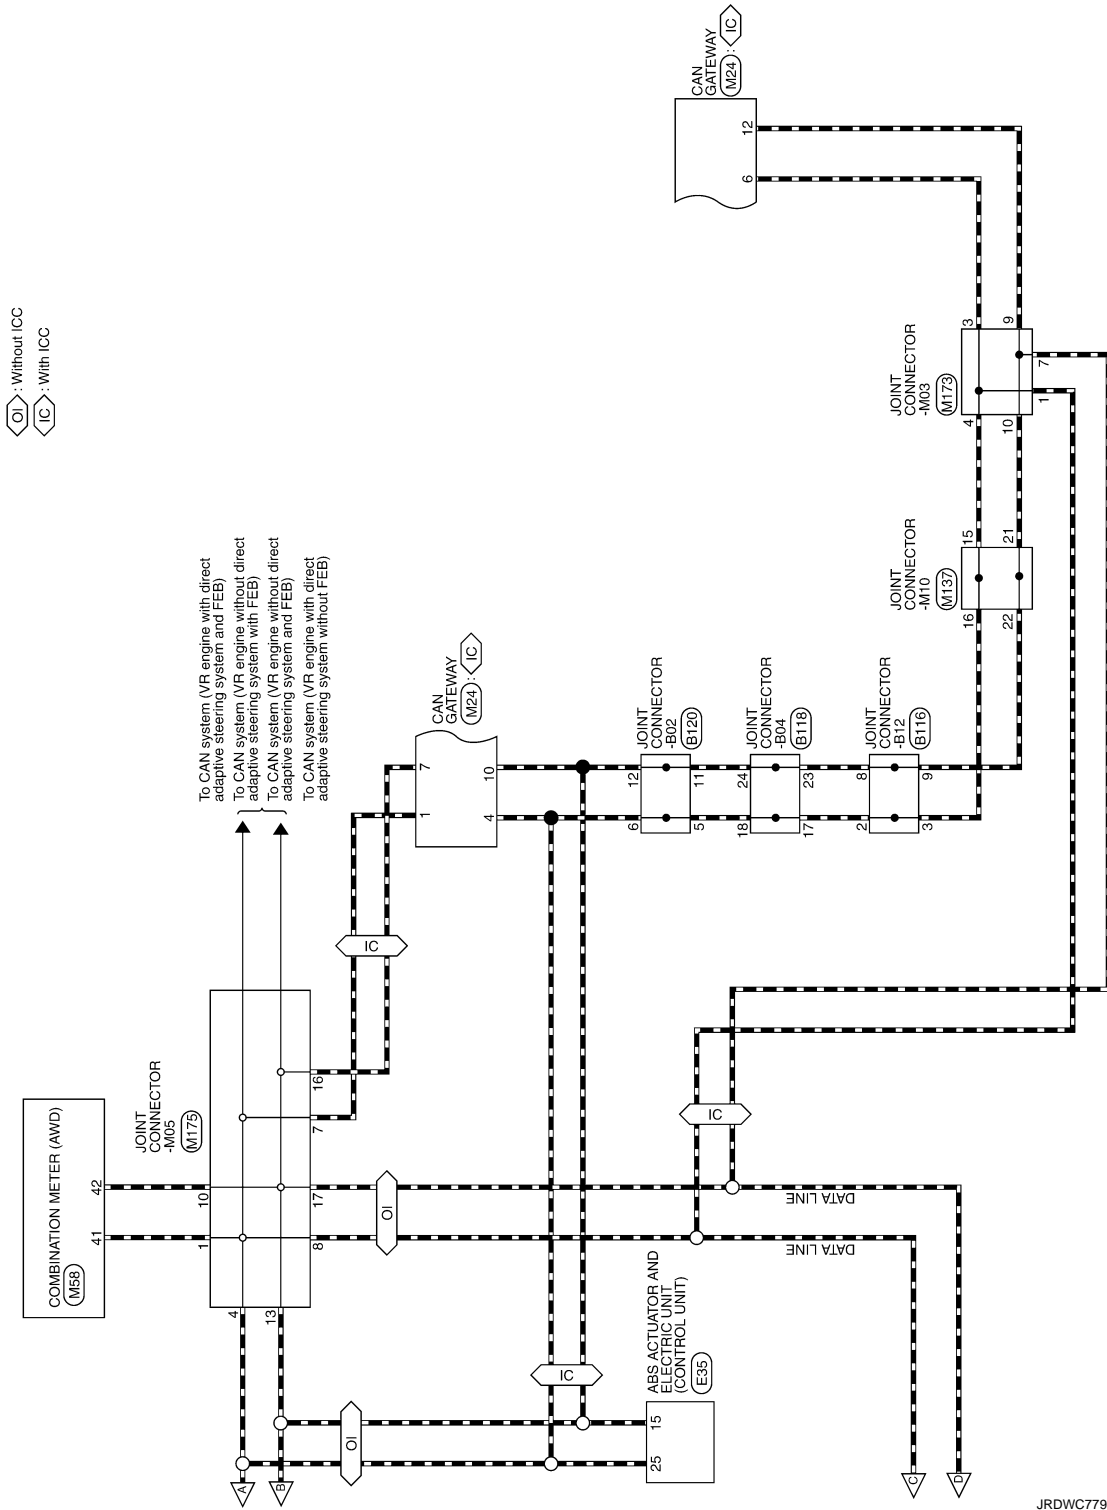 OI : Without ICC
IC : With ICC
CAN
GATEWAY
M24 : IC
12
6
3
9
JOINT
CONNECTOR
-M03
M173
7
1
4
10
JOINT
CONNECTOR
-M10
M137
15
21
16
22
To CAN system (VR engine with direct
adaptive steering system and FEB)
To CAN system (VR engine without direct
adaptive steering system with FEB)
To CAN system (VR engine without direct
adaptive steering system and FEB)
To CAN system (VR engine with direct
adaptive steering system without FEB)
CAN
GATEWAY
M24 : IC
7
1
10
4
JOINT
CONNECTOR
-B02
B120
12
6
11
5
JOINT
CONNECTOR
-B04
B118
24
18
23
17
JOINT
CONNECTOR
-B12
B116
8
2
9
3
IC
COMBINATION METER (AWD)
M58
42
41
JOINT
CONNECTOR
-M05
M175
16
7
10
1
17
8
4
13
OI
IC
DATA LINE
DATA LINE
ABS ACTUATOR AND
ELECTRIC UNIT
(CONTROL UNIT)
E35
15
25
IC
OI
A
B
C
D
JRDWC779